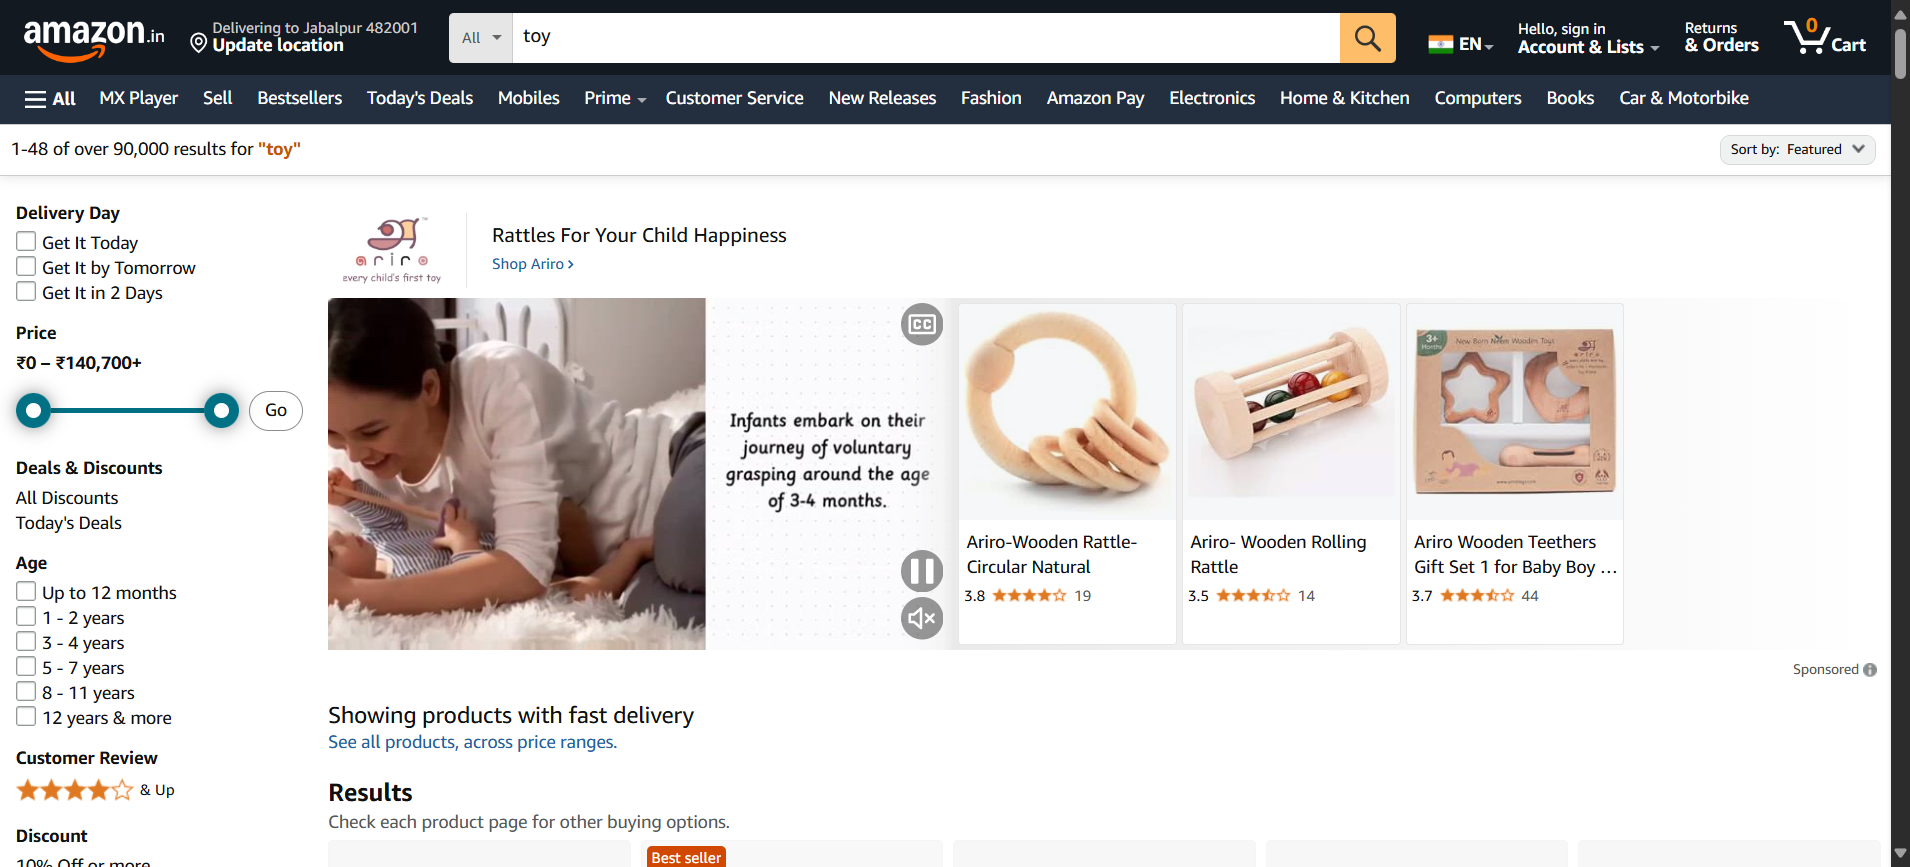 amazon.in
Delivering to Jabalpur 482001
Update location
All
toy
EN
Hello, sign in
Account & Lists
Returns
& Orders
0
Cart
All
MX Player
Sell
Bestsellers
Today's Deals
Mobiles
Prime
Customer Service
New Releases
Fashion
Amazon Pay
Electronics
Home & Kitchen
Computers
Books
Car & Motorbike
1-48 of over 90,000 results for "toy"
Sort by: Featured
Delivery Day
Get It Today
Get It by Tomorrow
Get It in 2 Days
Price
₹0 – ₹140,700+
Go
Deals & Discounts
All Discounts
Today's Deals
Age
Up to 12 months
1 - 2 years
3 - 4 years
5 - 7 years
8 - 11 years
12 years & more
Customer Review
& Up
Discount
10% Off or more
ariro
every child's first toy
Rattles For Your Child Happiness
Shop Ariro ›
CC
Infants embark on their
journey of voluntary
grasping around the age
of 3-4 months.
3+
Months
New Born Neem Wooden Toys
ariro
Ariro-Wooden Rattle-
Circular Natural
3.8
19
Ariro- Wooden Rolling
Rattle
3.5
14
Ariro Wooden Teethers
Gift Set 1 for Baby Boy ...
3.7
44
Sponsored
Showing products with fast delivery
See all products, across price ranges.
Results
Check each product page for other buying options.
Best seller